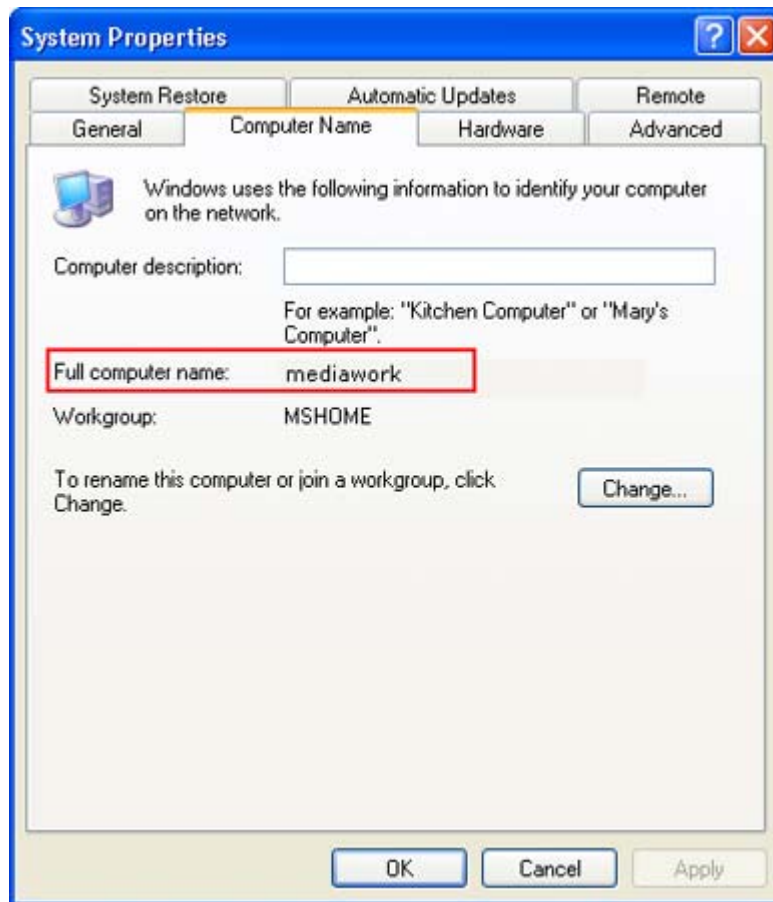 System Properties
System Restore Automatic Updates Remote
General Computer Name Hardware Advanced
Windows uses the following information to identify your computer
on the network.
Computer description:
For example: "Kitchen Computer" or "Mary's
Computer".
Full computer name: mediawork
Workgroup: MSHOME
To rename this computer or join a workgroup, click
Change.
Change...
OK Cancel Apply